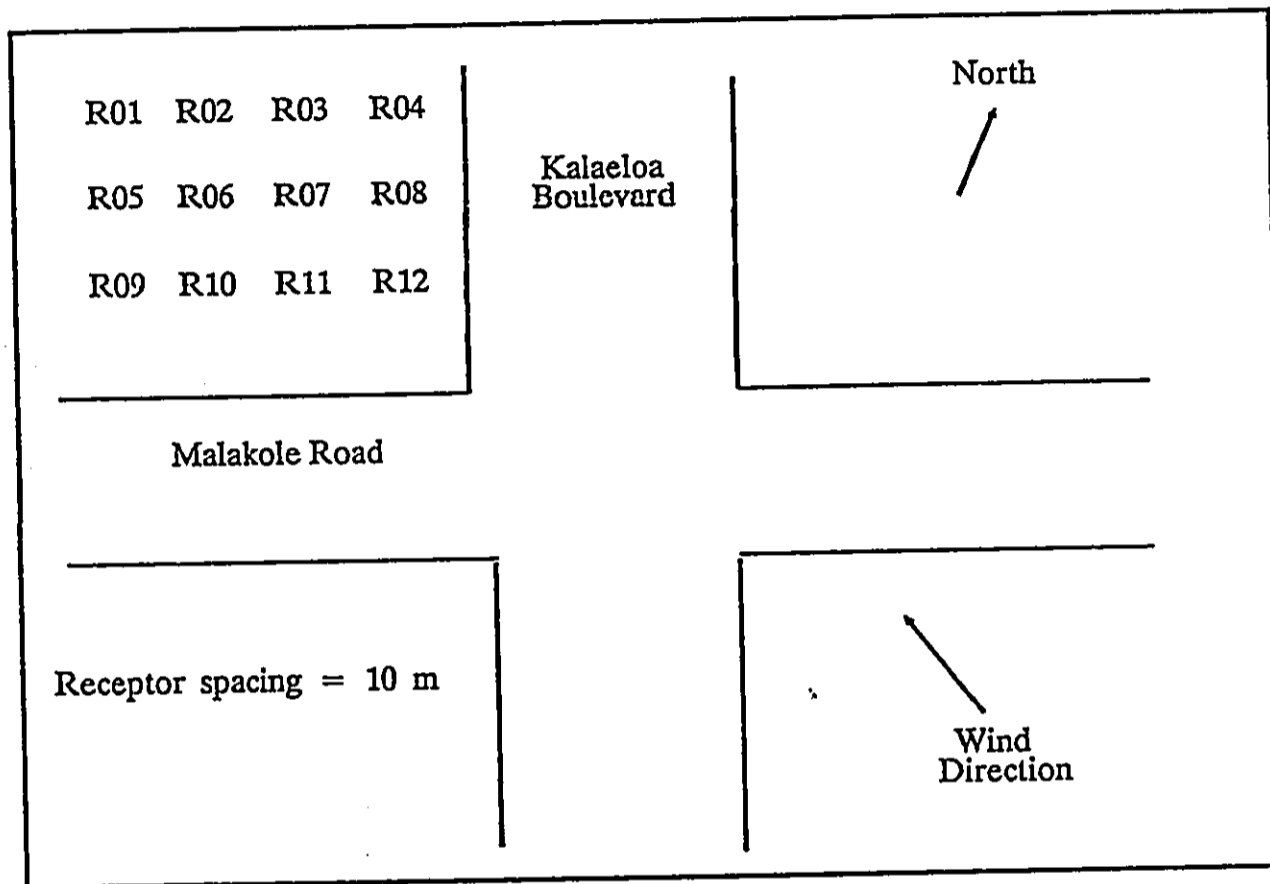 North
R01 R02 R03 R04
Kalaeloa
Boulevard
R05 R06 R07 R08
R09 R10 R11 R12
Malakole Road
Receptor spacing = 10 m
Wind
Direction